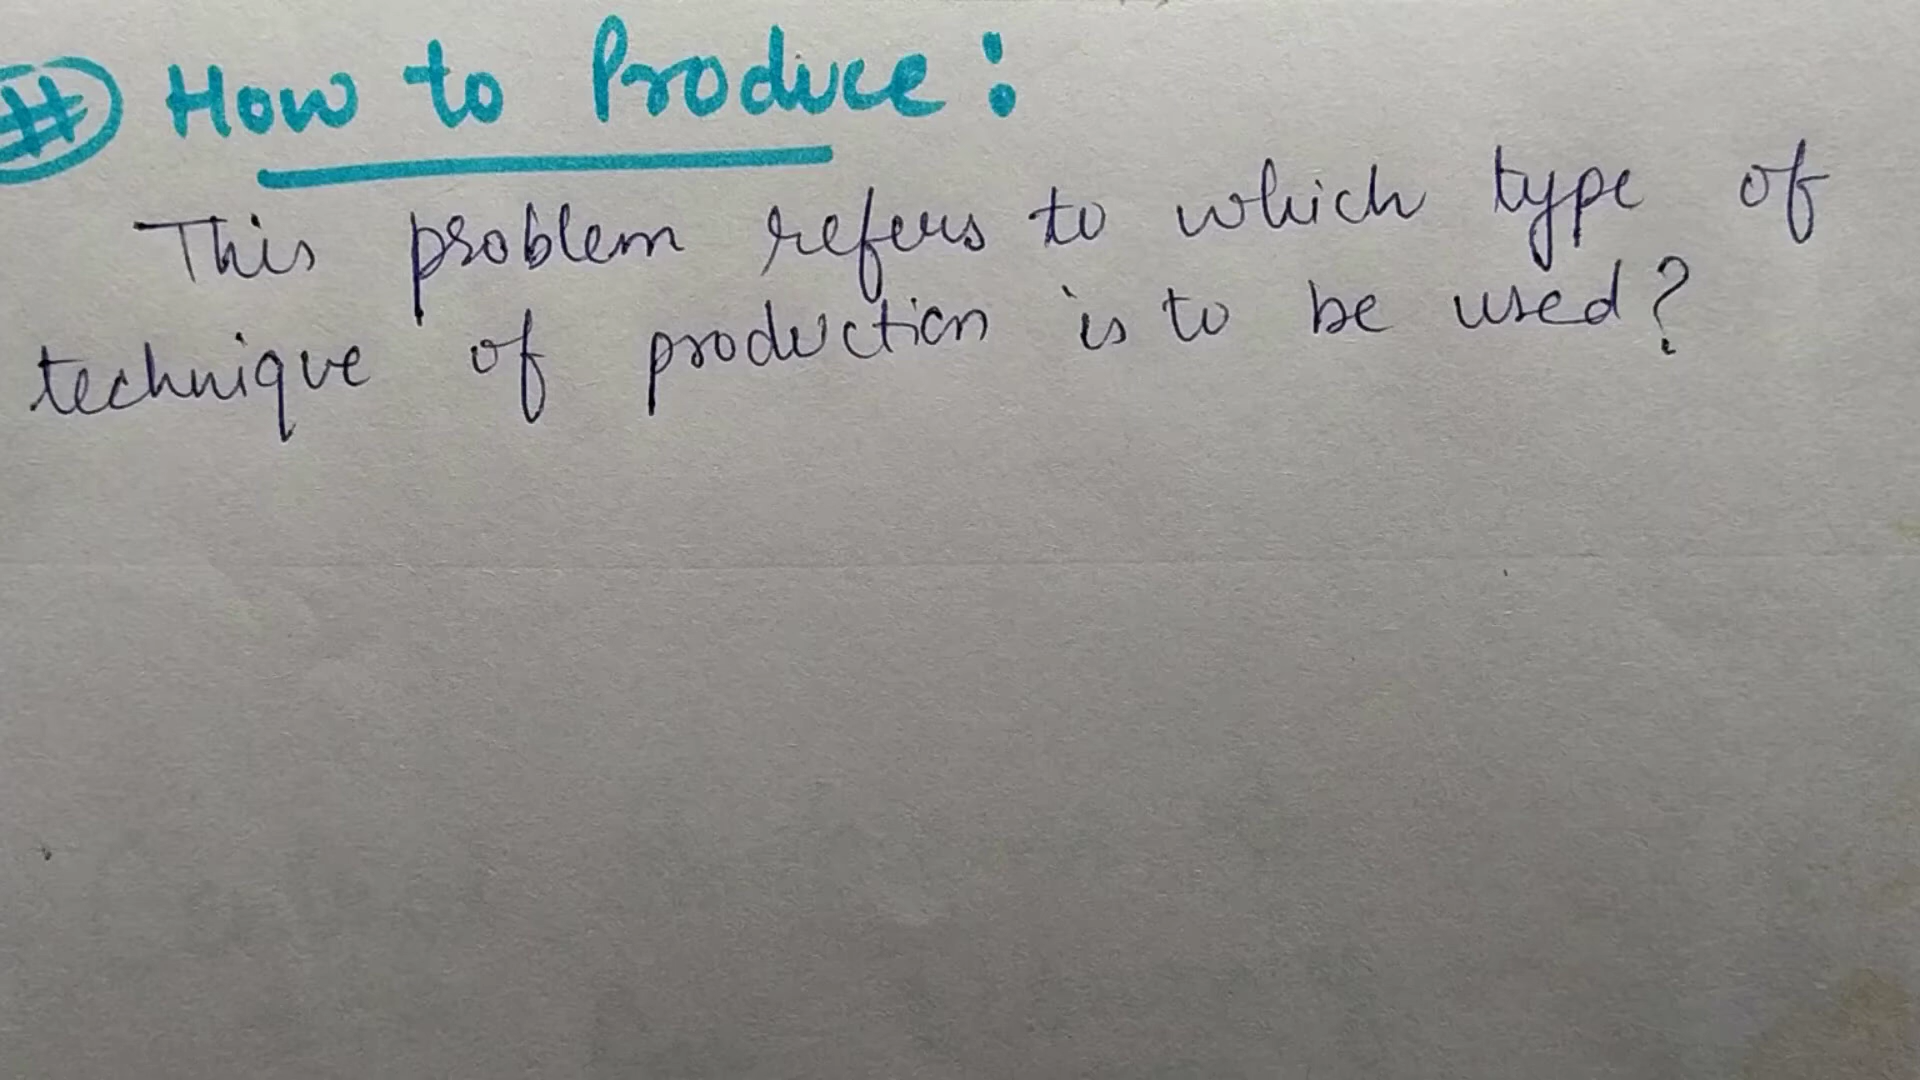 # How to Produce:
This problem refers to which type of
technique of production is to be used?